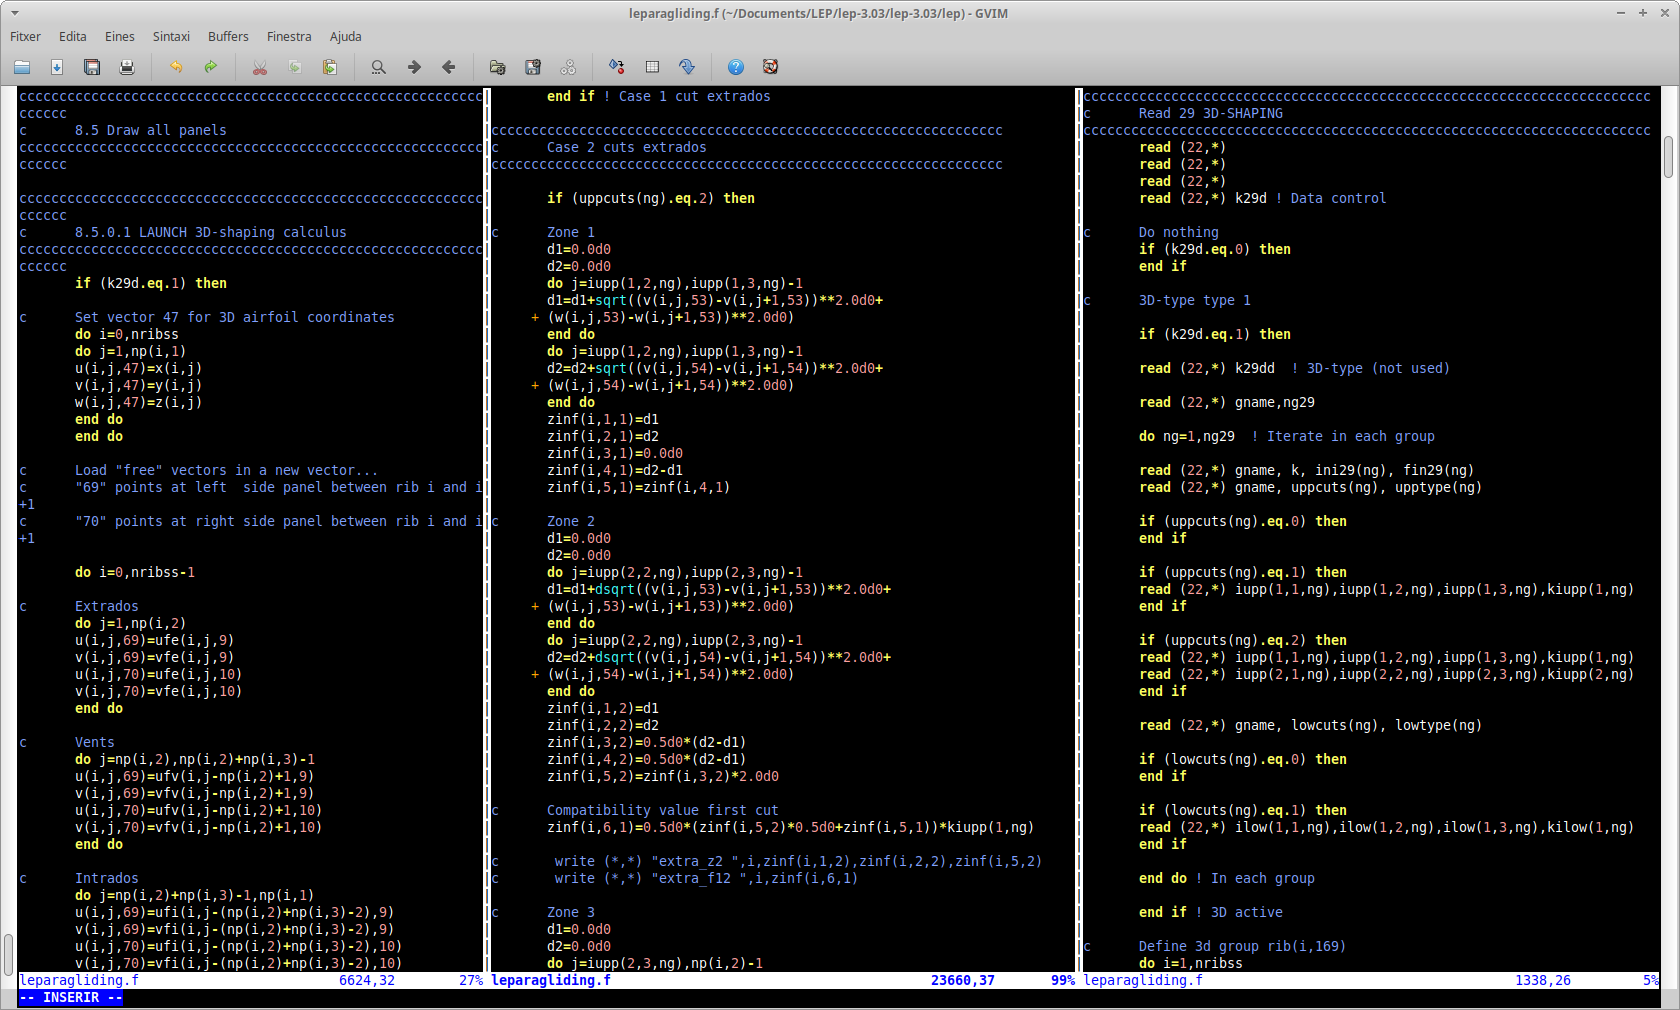 leparagliding.f (~/Documents/LEP/lep-3.03/lep-3.03/lep) - GVIM
Fitxer Edita Eines Sintaxi Buffers Finestra Ajuda
cccccccccccccccccccccccccccccccccccccccccccccccccccccccccc
cccccc
c      8.5 Draw all panels
cccccccccccccccccccccccccccccccccccccccccccccccccccccccccc
cccccc
cccccccccccccccccccccccccccccccccccccccccccccccccccccccccc
cccccc
c      8.5.0.1 LAUNCH 3D-shaping calculus
cccccccccccccccccccccccccccccccccccccccccccccccccccccccccc
cccccc
       if (k29d.eq.1) then
c      Set vector 47 for 3D airfoil coordinates
       do i=0,nribss
       do j=1,np(i,1)
       u(i,j,47)=x(i,j)
       v(i,j,47)=y(i,j)
       w(i,j,47)=z(i,j)
       end do
       end do
c      Load "free" vectors in a new vector...
c      "69" points at left  side panel between rib i and i
+1
c      "70" points at right side panel between rib i and i
+1
       do i=0,nribss-1
c      Extrados
       do j=1,np(i,2)
       u(i,j,69)=ufe(i,j,9)
       v(i,j,69)=vfe(i,j,9)
       u(i,j,70)=ufe(i,j,10)
       v(i,j,70)=vfe(i,j,10)
       end do
c      Vents
       do j=np(i,2),np(i,2)+np(i,3)-1
       u(i,j,69)=ufv(i,j-np(i,2)+1,9)
       v(i,j,69)=vfv(i,j-np(i,2)+1,9)
       u(i,j,70)=ufv(i,j-np(i,2)+1,10)
       v(i,j,70)=vfv(i,j-np(i,2)+1,10)
       end do
c      Intrados
       do j=np(i,2)+np(i,3)-1,np(i,1)
       u(i,j,69)=ufi(i,j-(np(i,2)+np(i,3)-2),9)
       v(i,j,69)=vfi(i,j-(np(i,2)+np(i,3)-2),9)
       u(i,j,70)=ufi(i,j-(np(i,2)+np(i,3)-2),10)
       v(i,j,70)=vfi(i,j-(np(i,2)+np(i,3)-2),10)
leparagliding.f 6624,32 27%
       end if ! Case 1 cut extrados
cccccccccccccccccccccccccccccccccccccccccccccccccccccccccccccccc
c      Case 2 cuts extrados
cccccccccccccccccccccccccccccccccccccccccccccccccccccccccccccccc
       if (uppcuts(ng).eq.2) then
c      Zone 1
       d1=0.0d0
       d2=0.0d0
       do j=iupp(1,2,ng),iupp(1,3,ng)-1
       d1=d1+sqrt((v(i,j,53)-v(i,j+1,53))**2.0d0+
     + (w(i,j,53)-w(i,j+1,53))**2.0d0)
       end do
       do j=iupp(1,2,ng),iupp(1,3,ng)-1
       d2=d2+sqrt((v(i,j,54)-v(i,j+1,54))**2.0d0+
     + (w(i,j,54)-w(i,j+1,54))**2.0d0)
       end do
       zinf(i,1,1)=d1
       zinf(i,2,1)=d2
       zinf(i,3,1)=0.0d0
       zinf(i,4,1)=d2-d1
       zinf(i,5,1)=zinf(i,4,1)
c      Zone 2
       d1=0.0d0
       d2=0.0d0
       do j=iupp(2,2,ng),iupp(2,3,ng)-1
       d1=d1+dsqrt((v(i,j,53)-v(i,j+1,53))**2.0d0+
     + (w(i,j,53)-w(i,j+1,53))**2.0d0)
       end do
       do j=iupp(2,2,ng),iupp(2,3,ng)-1
       d2=d2+dsqrt((v(i,j,54)-v(i,j+1,54))**2.0d0+
     + (w(i,j,54)-w(i,j+1,54))**2.0d0)
       end do
       zinf(i,1,2)=d1
       zinf(i,2,2)=d2
       zinf(i,3,2)=0.5d0*(d2-d1)
       zinf(i,4,2)=0.5d0*(d2-d1)
       zinf(i,5,2)=zinf(i,3,2)*2.0d0
c      Compatibility value first cut
       zinf(i,6,1)=0.5d0*(zinf(i,5,2)*0.5d0+zinf(i,5,1))*kiupp(1,ng)
c       write (*,*) "extra_z2 ",i,zinf(i,1,2),zinf(i,2,2),zinf(i,5,2)
c       write (*,*) "extra_f12 ",i,zinf(i,6,1)
c      Zone 3
       d1=0.0d0
       d2=0.0d0
       do j=iupp(2,3,ng),np(i,2)-1
leparagliding.f 23660,37 99%
ccccccccccccccccccccccccccccccccccccccccccccccccccccccccccccccccccccccc
c      Read 29 3D-SHAPING
ccccccccccccccccccccccccccccccccccccccccccccccccccccccccccccccccccccccc
       read (22,*)
       read (22,*)
       read (22,*)
       read (22,*) k29d ! Data control
c      Do nothing
       if (k29d.eq.0) then
       end if
c      3D-type type 1
       if (k29d.eq.1) then
       read (22,*) k29dd  ! 3D-type (not used)
       read (22,*) gname,ng29
       do ng=1,ng29  ! Iterate in each group
       read (22,*) gname, k, ini29(ng), fin29(ng)
       read (22,*) gname, uppcuts(ng), upptype(ng)
       if (uppcuts(ng).eq.0) then
       end if
       if (uppcuts(ng).eq.1) then
       read (22,*) iupp(1,1,ng),iupp(1,2,ng),iupp(1,3,ng),kiupp(1,ng)
       end if
       if (uppcuts(ng).eq.2) then
       read (22,*) iupp(1,1,ng),iupp(1,2,ng),iupp(1,3,ng),kiupp(1,ng)
       read (22,*) iupp(2,1,ng),iupp(2,2,ng),iupp(2,3,ng),kiupp(2,ng)
       end if
       read (22,*) gname, lowcuts(ng), lowtype(ng)
       if (lowcuts(ng).eq.0) then
       end if
       if (lowcuts(ng).eq.1) then
       read (22,*) ilow(1,1,ng),ilow(1,2,ng),ilow(1,3,ng),kilow(1,ng)
       end if
       end do ! In each group
       end if ! 3D active
c      Define 3d group rib(i,169)
       do i=1,nribss
leparagliding.f 1338,26 5%
-- INSERIR --